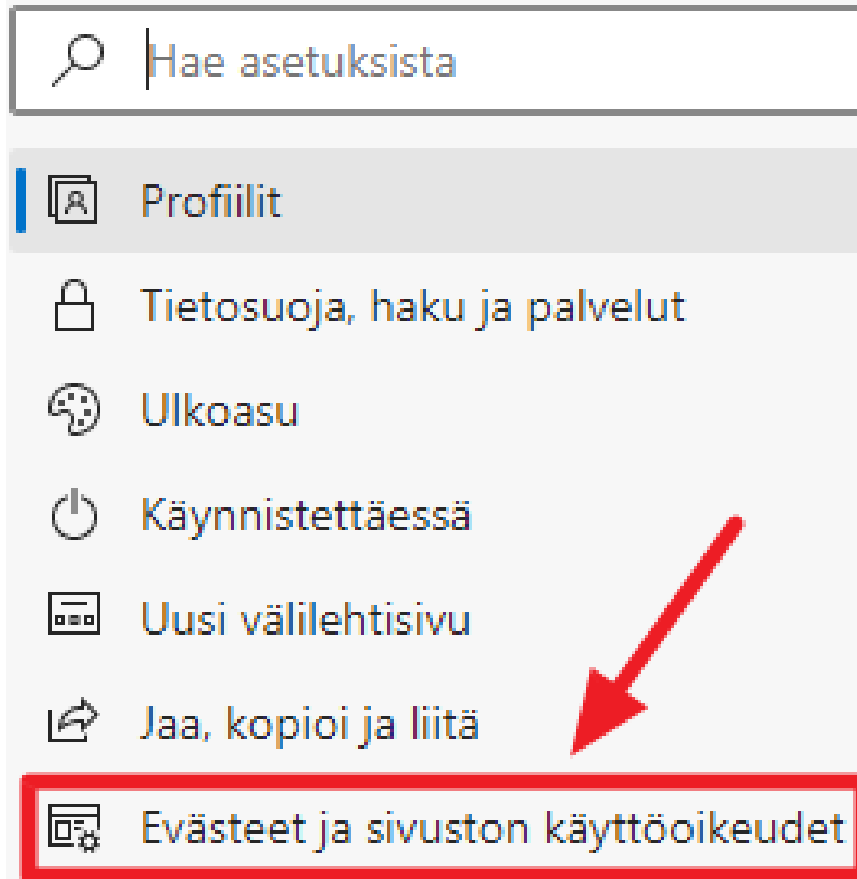 Hae asetuksista
Profiilit
Tietosuoja, haku ja palvelut
Ulkoasu
Käynnistettäessä
Uusi välilehtisivu
Jaa, kopioi ja liitä
Evästeet ja sivuston käyttöoikeudet